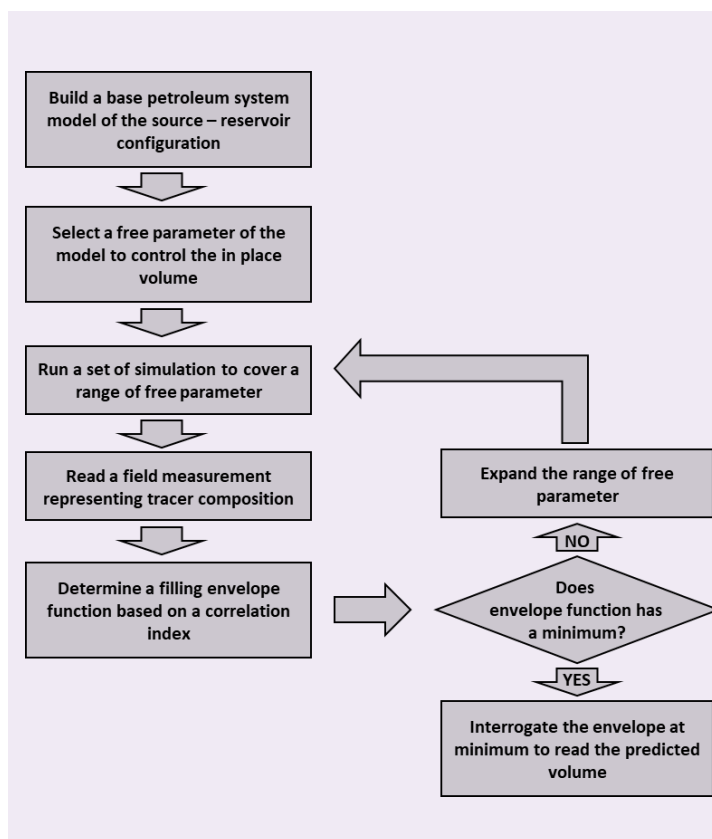 Build a base petroleum system
model of the source – reservoir
configuration
Select a free parameter of the
model to control the in place
volume
Run a set of simulation to cover a
range of free parameter
Read a field measurement
representing tracer composition
Determine a filling envelope
function based on a correlation
index
Does
envelope function has
a minimum?
NO
Expand the range of free
parameter
YES
Interrogate the envelope at
minimum to read the predicted
volume